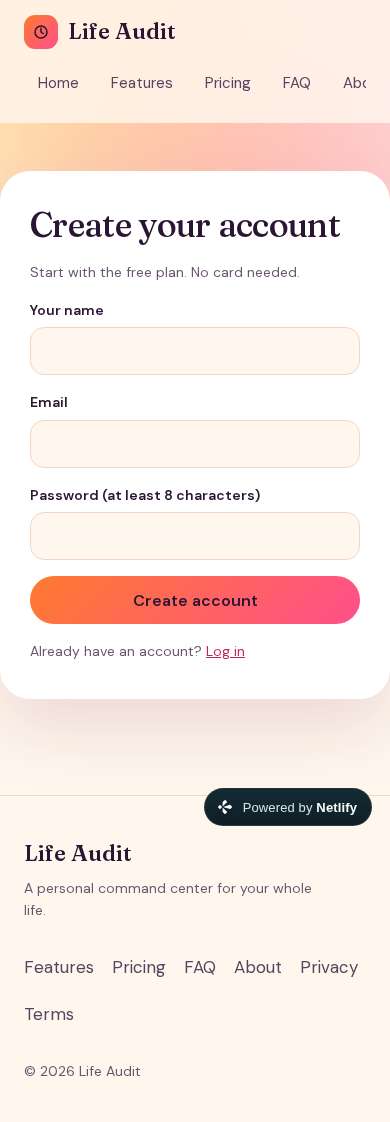 Life Audit
Home Features Pricing FAQ
Create your account
Start with the free plan. No card needed.
Your name
Email
Password (at least 8 characters)
Create account
Already have an account? Log in
Powered by Netlify
Life Audit
A personal command center for your whole
life.
Features Pricing FAQ About Privacy
Terms
© 2026 Life Audit